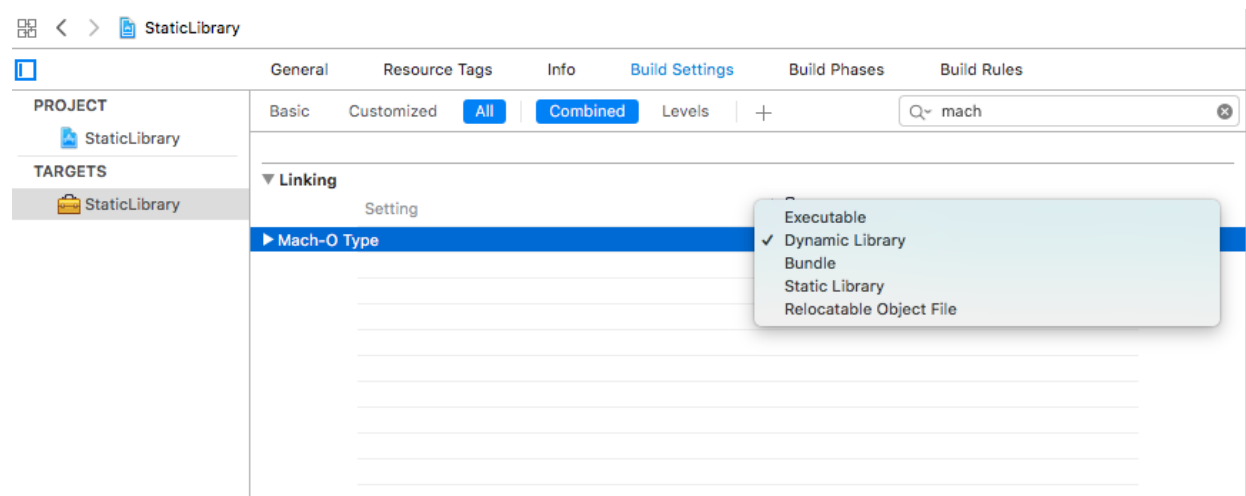 StaticLibrary
General Resource Tags Info Build Settings Build Phases Build Rules
PROJECT
Basic Customized All Combined Levels + mach
StaticLibrary
TARGETS
Linking
StaticLibrary
Setting
Executable
Mach-O Type
Dynamic Library
Bundle
Static Library
Relocatable Object File